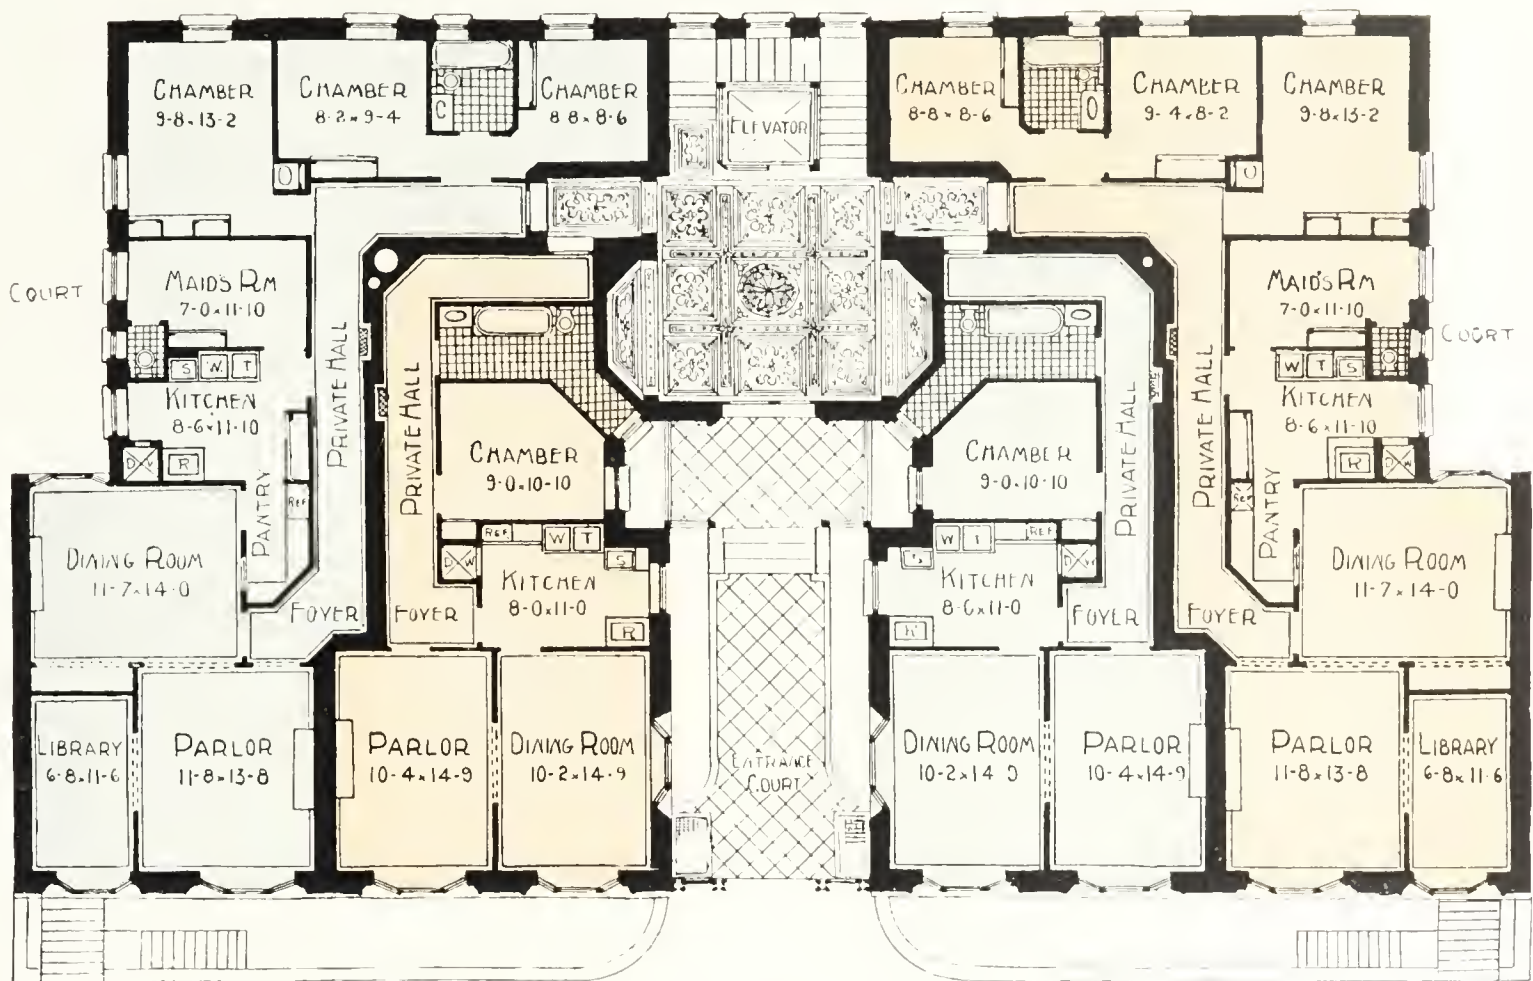 CHAMBER
9-8×13-2
CHAMBER
8-2×9-4
C
CHAMBER
8-8×8-6
ELEVATOR
CHAMBER
8-8×8-6
CHAMBER
9-4×8-2
CHAMBER
9-8×13-2
COURT
MAID'S RM
7-0×11-10
S
W.
T
KITCHEN
8-6×11-10
D W
R
PANTRY
REF
PRIVATE HALL
DINING ROOM
11-7×14-0
FOYER
LIBRARY
6-8×11-6
PARLOR
11-8×13-8
PRIVATE HALL
CHAMBER
9-0×10-10
REF
W
T
S
D W
KITCHEN
8-0×11-0
R
FOYER
PARLOR
10-4×14-9
DINING ROOM
10-2×14-9
ENTRANCE
COURT
CHAMBER
9-0×10-10
S
W
T
REF
D W
KITCHEN
8-6×11-0
R
FOYER
PRIVATE HALL
DINING ROOM
10-2×14
PARLOR
10-4×14-9
PRIVATE HALL
MAID'S RM
7-0×11-10
COURT
W
T
S
KITCHEN
8-6×11-10
R
D W
REF
PANTRY
FOYER
DINING ROOM
11-7×14-0
PARLOR
11-8×13-8
LIBRARY
6-8×11-6